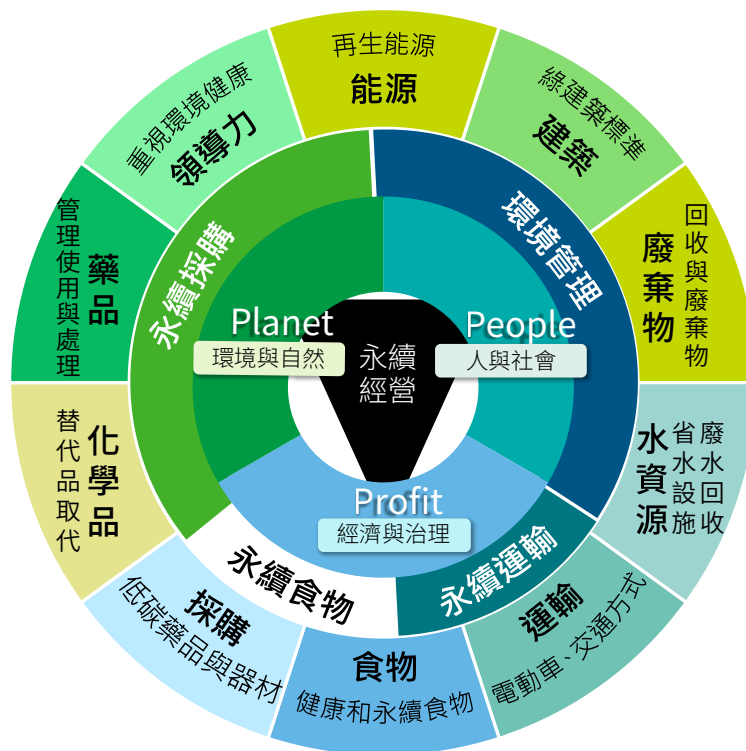 再生能源
能源
綠建築標準
建築
回收與廢棄物
廢棄物
水資源
省水設施
廢水回收
運輸
電動車、交通方式
食物
健康和永續食物
採購
低碳藥品與器材
化學品
替代品取代
藥品
管理使用與處理
重視環境健康
領導力
永續採購
環境管理
永續運輸
永續食物
Planet
環境與自然
People
人與社會
Profit
經濟與治理
永續
經營